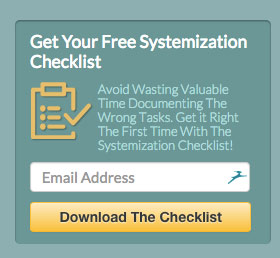 Get Your Free Systemization
Checklist
Avoid Wasting Valuable
Time Documenting The
Wrong Tasks. Get it Right
The First Time With The
Systemization Checklist!
Email Address
Download The Checklist